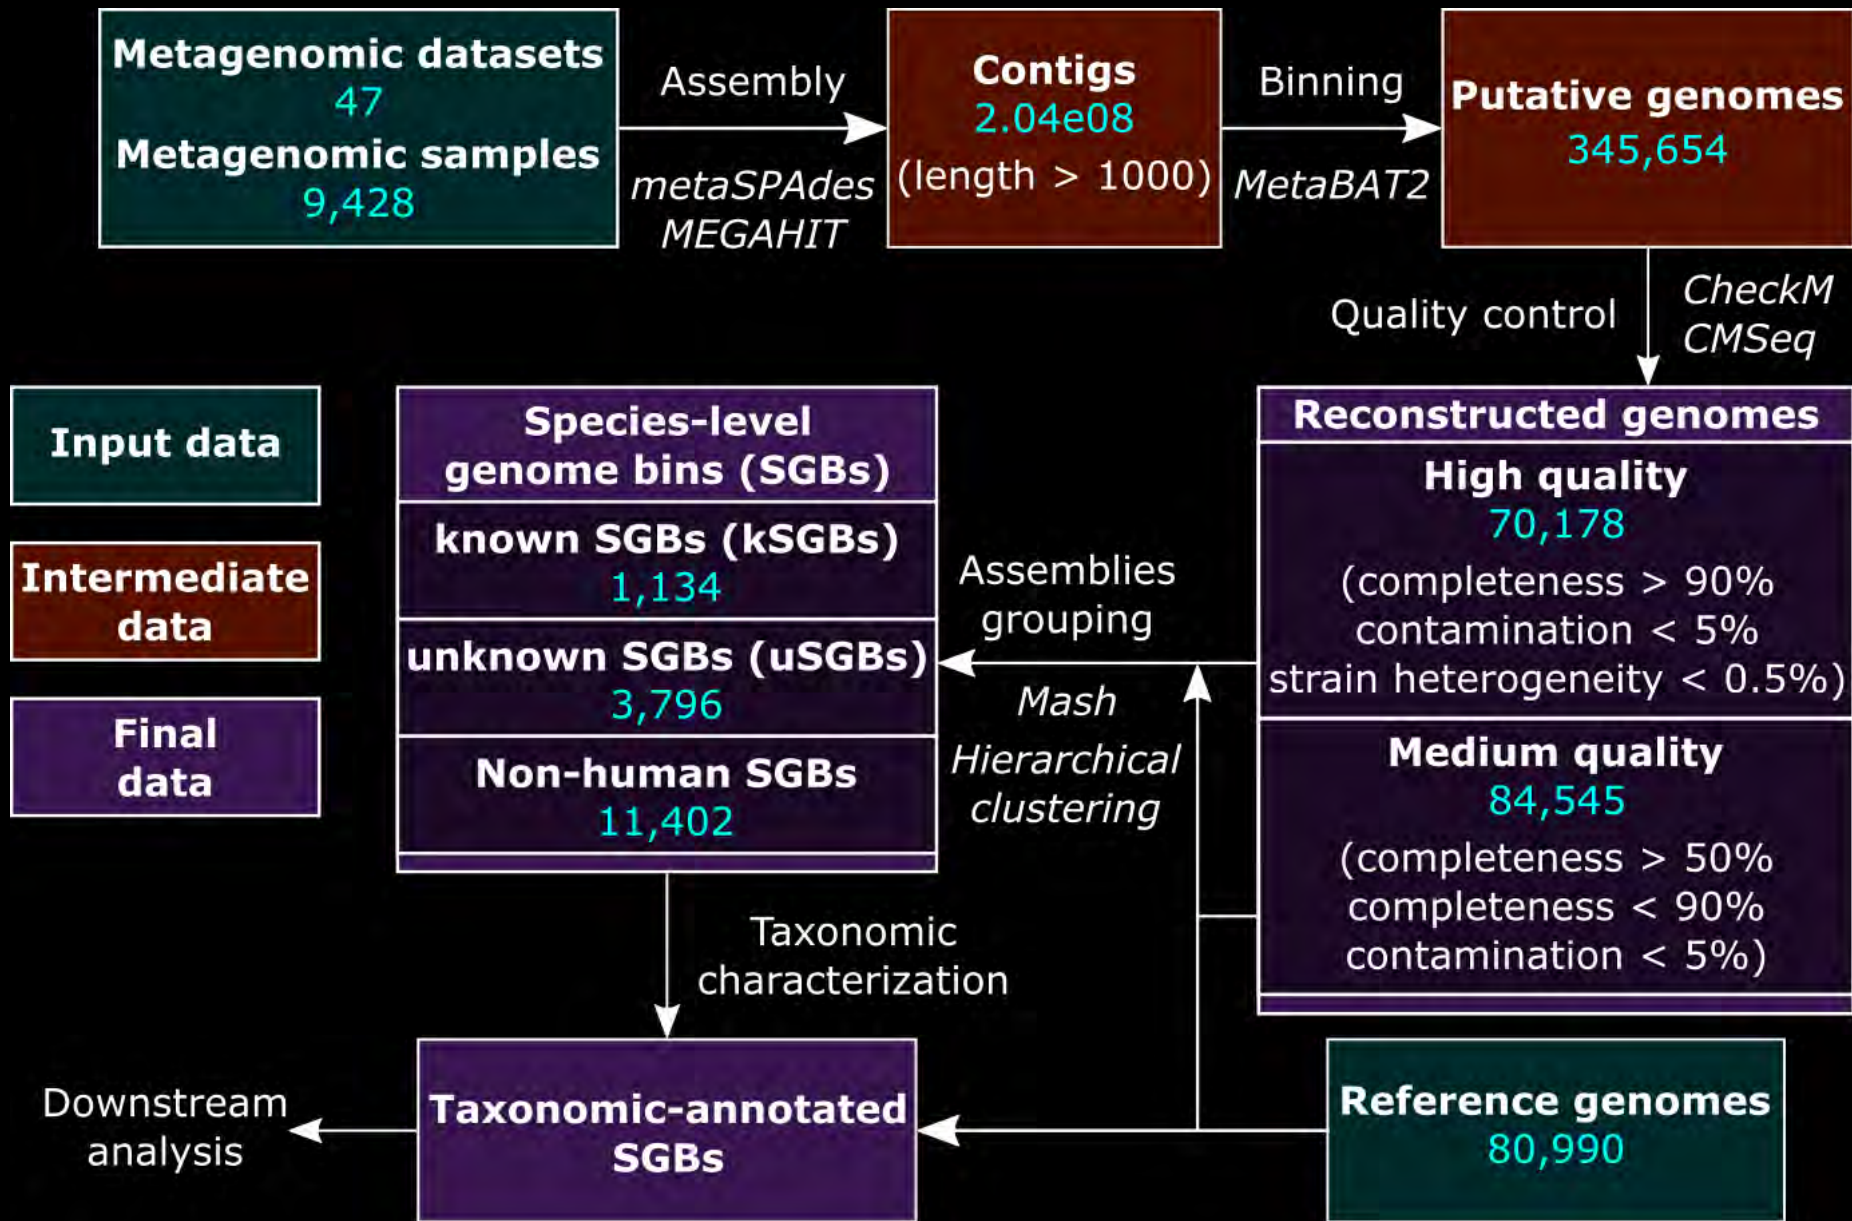 Metagenomic datasets
47
Metagenomic samples
9,428
Assembly
metaSPAdes
MEGAHIT
Contigs
2.04e08
(length > 1000)
Binning
MetaBAT2
Putative genomes
345,654
Quality control
CheckM
CMSeq
Input data
Intermediate
data
Final
data
Species-level
genome bins (SGBs)
known SGBs (kSGBs)
1,134
unknown SGBs (uSGBs)
3,796
Non-human SGBs
11,402
Assemblies
grouping
Mash
Hierarchical
clustering
Reconstructed genomes
High quality
70,178
(completeness > 90%
contamination < 5%
strain heterogeneity < 0.5%)
Medium quality
84,545
(completeness > 50%
completeness < 90%
contamination < 5%)
Taxonomic
characterization
Downstream
analysis
Taxonomic-annotated
SGBs
Reference genomes
80,990